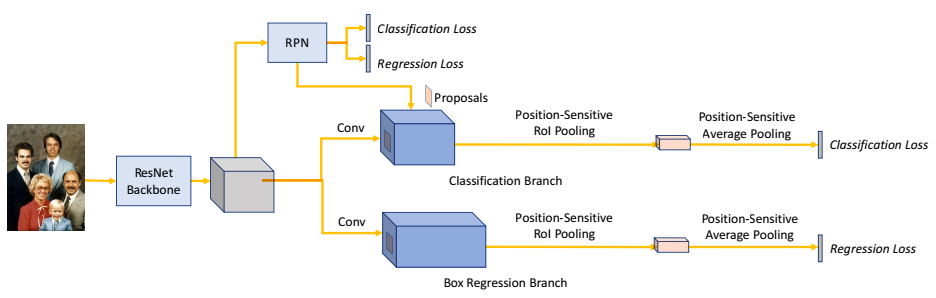 RPN
Classification Loss
Regression Loss
Proposals
Conv
Position-Sensitive
RoI Pooling
Position-Sensitive
Average Pooling
Classification Loss
ResNet
Backbone
Classification Branch
Conv
Position-Sensitive
RoI Pooling
Position-Sensitive
Average Pooling
Regression Loss
Box Regression Branch